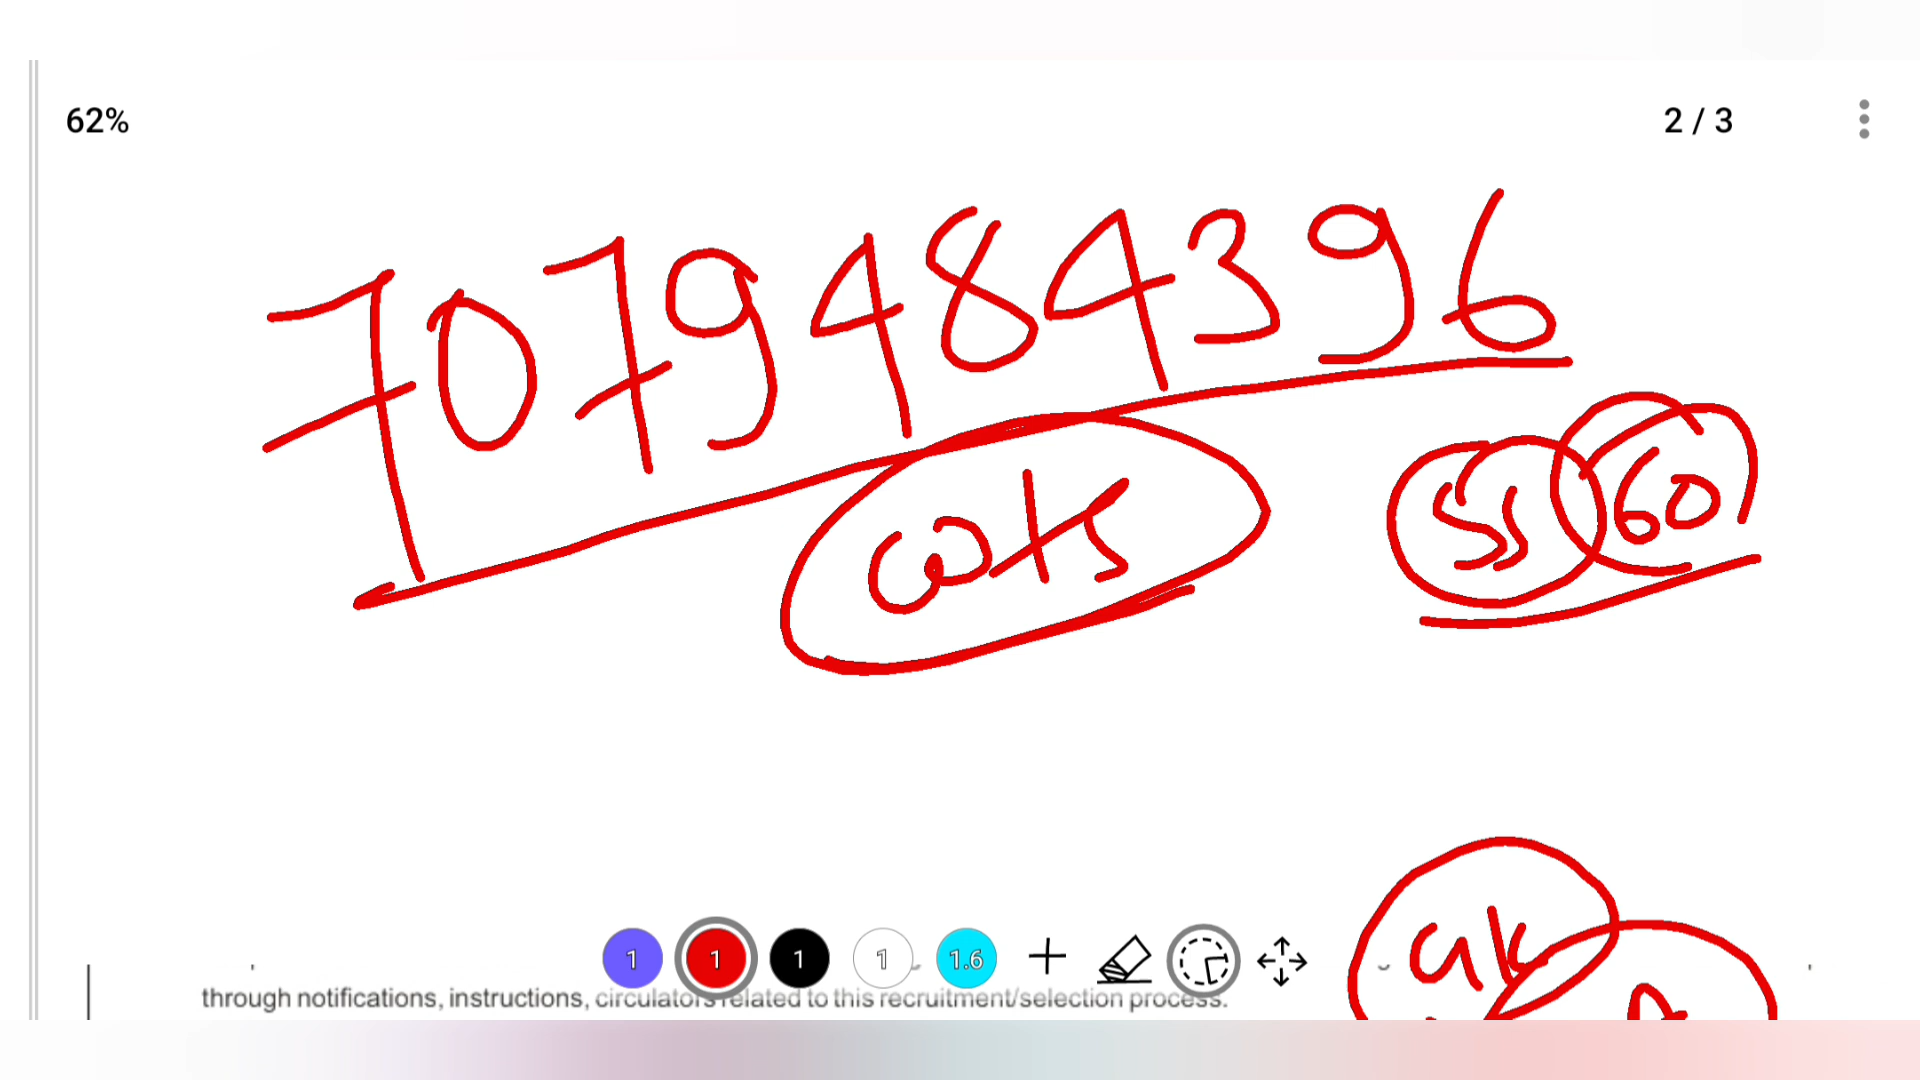 62%
2 / 3
7079484396
wts
55 60
1 1 1 1 1.6
through notifications, instructions, circulators related to this recruitment/selection process.